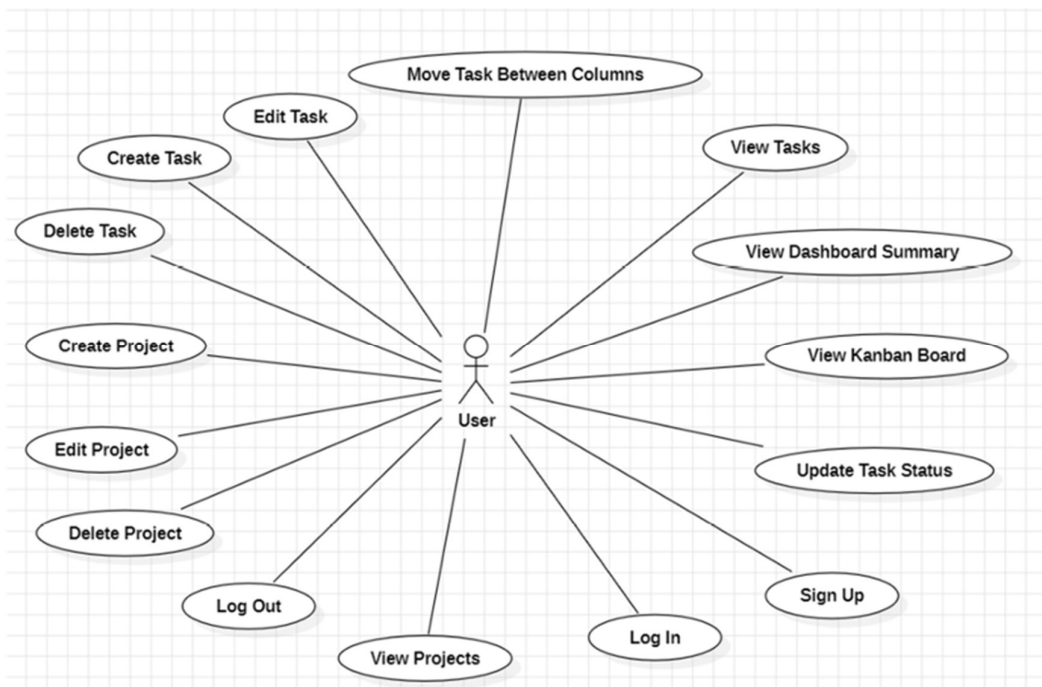 Move Task Between Columns
Edit Task
View Tasks
Create Task
Delete Task
View Dashboard Summary
Create Project
View Kanban Board
User
Edit Project
Update Task Status
Delete Project
Sign Up
Log Out
Log In
View Projects